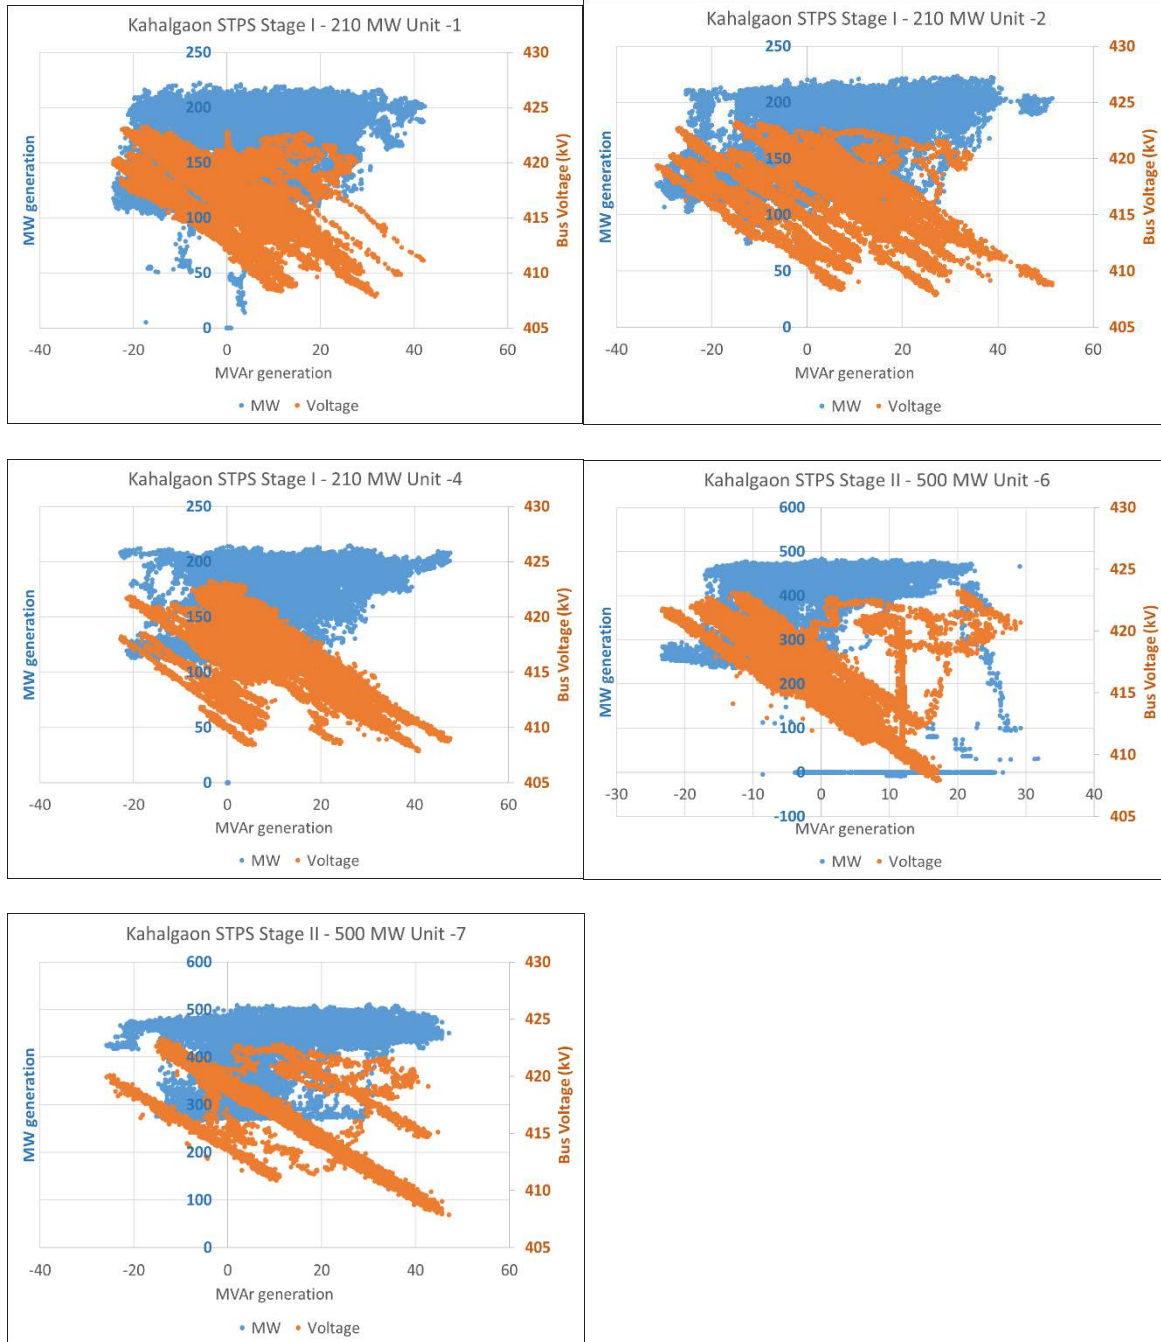 Kahalgaon STPS Stage I - 210 MW Unit -1
250
430
200
425
150
420
100
415
50
410
0
405
-40 -20 0 20 40 60
MW generation
Bus Voltage (kV)
MVAr generation
MW Voltage
Kahalgaon STPS Stage I - 210 MW Unit -2
250
430
200
425
150
420
100
415
50
410
0
405
-40 -20 0 20 40 60
MW generation
Bus Voltage (kV)
MVAr generation
MW Voltage
Kahalgaon STPS Stage I - 210 MW Unit -4
250
430
200
425
150
420
100
415
50
410
0
405
-40 -20 0 20 40 60
MW generation
Bus Voltage (kV)
MVAr generation
MW Voltage
Kahalgaon STPS Stage II - 500 MW Unit -6
600
430
500
425
400
420
300
200
415
100
410
0
-100
405
-30 -20 -10 0 10 20 30 40
MW generation
Bus Voltage (kV)
MVAr generation
MW Voltage
Kahalgaon STPS Stage II - 500 MW Unit -7
600
430
500
425
400
420
300
415
200
410
100
0
405
-40 -20 0 20 40 60
MW generation
Bus Voltage (kV)
MVAr generation
MW Voltage